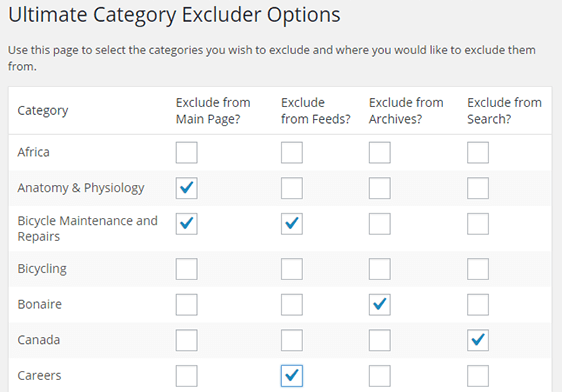 Ultimate Category Excluder Options
Use this page to select the categories you wish to exclude and where you would like to exclude them
from.
Category
Exclude from
Main Page?
Exclude
from Feeds?
Exclude from
Archives?
Exclude from
Search?
Africa
Anatomy & Physiology
Bicycle Maintenance and
Repairs
Bicycling
Bonaire
Canada
Careers